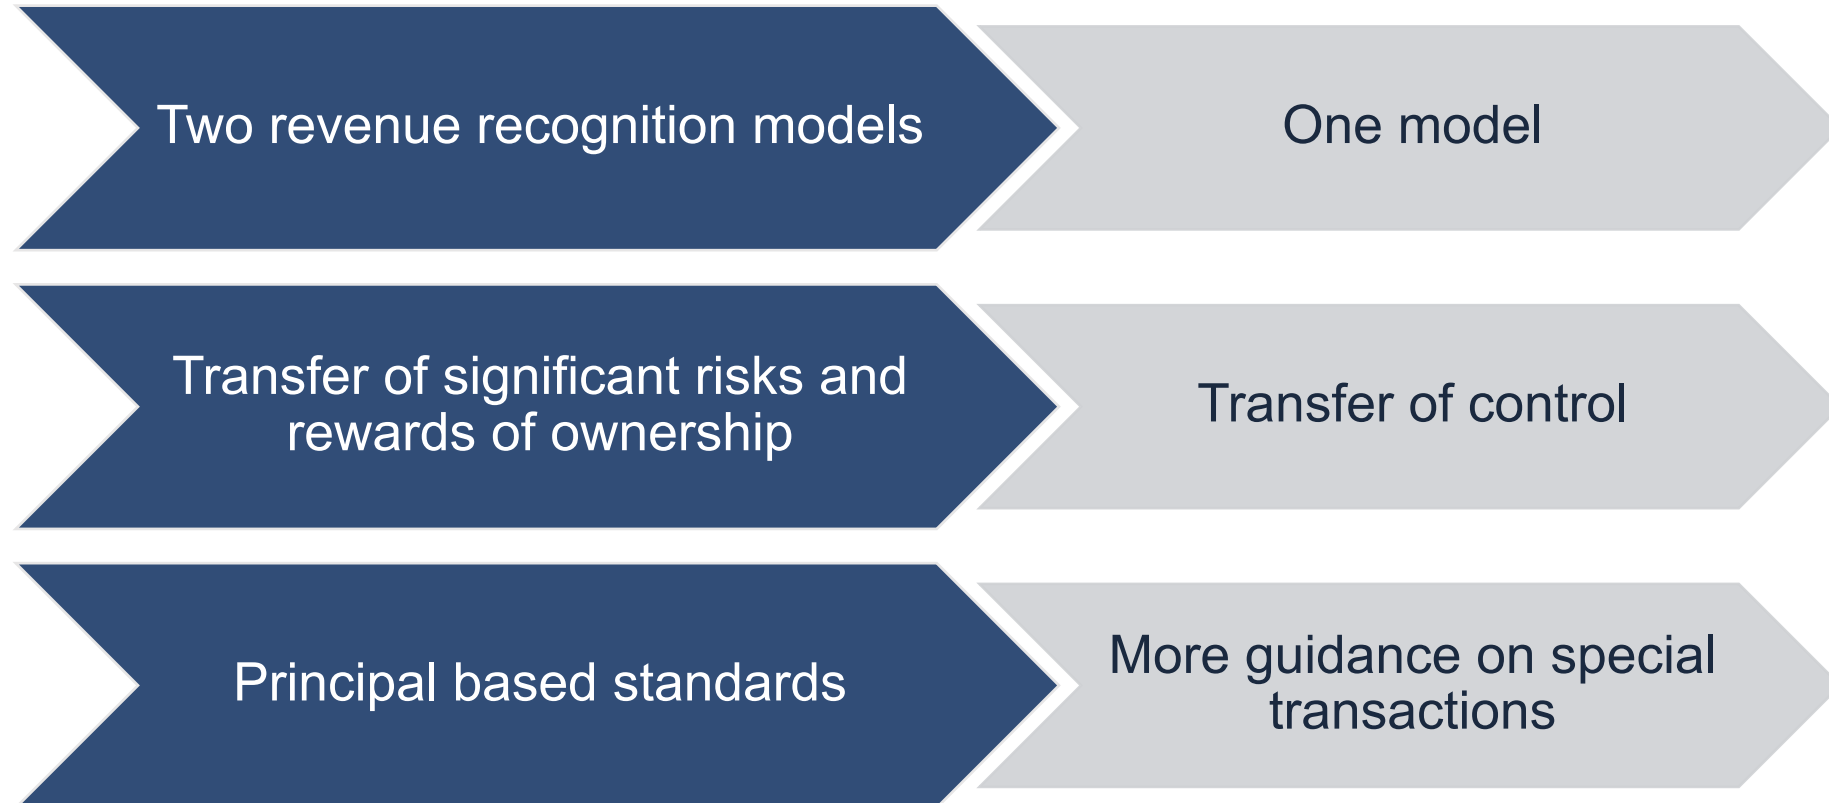 Two revenue recognition models
One model
Transfer of significant risks and
rewards of ownership
Transfer of control
Principal based standards
More guidance on special
transactions